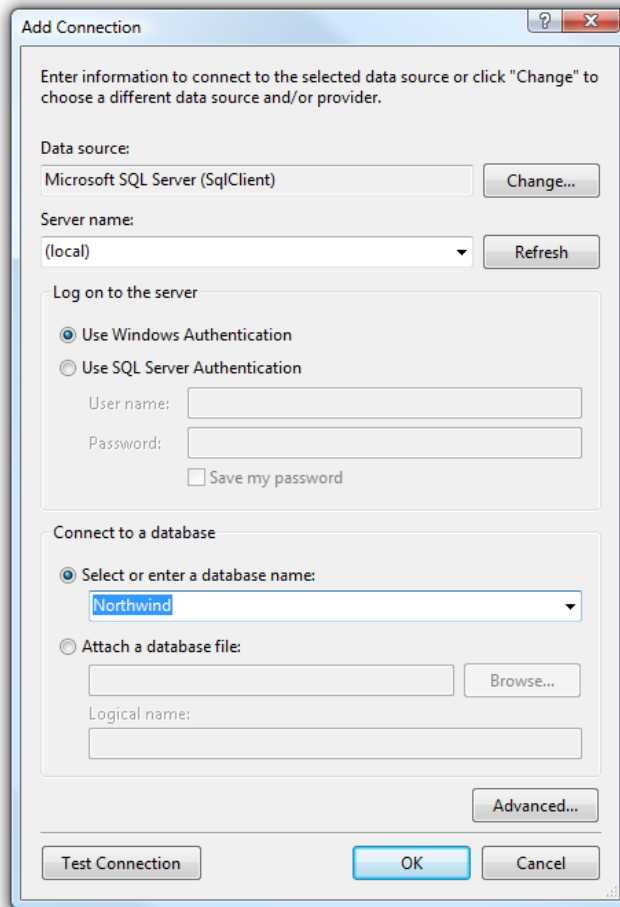 Add Connection
Enter information to connect to the selected data source or click "Change" to
choose a different data source and/or provider.
Data source:
Microsoft SQL Server (SqlClient)
Change...
Server name:
(local)
Refresh
Log on to the server
Use Windows Authentication
Use SQL Server Authentication
User name:
Password:
Save my password
Connect to a database
Select or enter a database name:
Northwind
Attach a database file:
Browse...
Logical name:
Advanced...
Test Connection
OK
Cancel